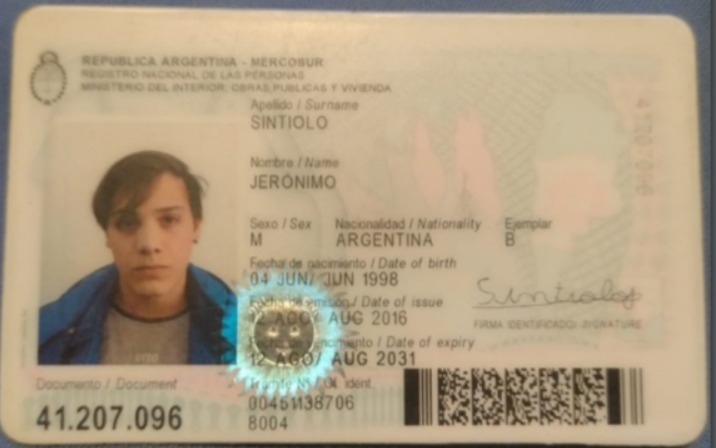 REPUBLICA ARGENTINA - MERCOSUR
REGISTRO NACIONAL DE LAS PERSONAS
MINISTERIO DEL INTERIOR, OBRAS PUBLICAS Y VIVIENDA
Apellido / Surname
SINTIOLO
Nombre / Name
JERÓNIMO
Sexo / Sex Nacionalidad / Nationality Ejemplar
M ARGENTINA B
Fecha de nacimiento / Date of birth
04 JUN/ JUN 1998
Fecha de emisión / Date of issue
12 AGO/ AUG 2016
FIRMA IDENTIFICADO/ SIGNATURE
Fecha de vencimiento / Date of expiry
12 AGO/ AUG 2031
Documento / Document
41.207.096
Trámite Nº / Of. ident.
00451138706
8004